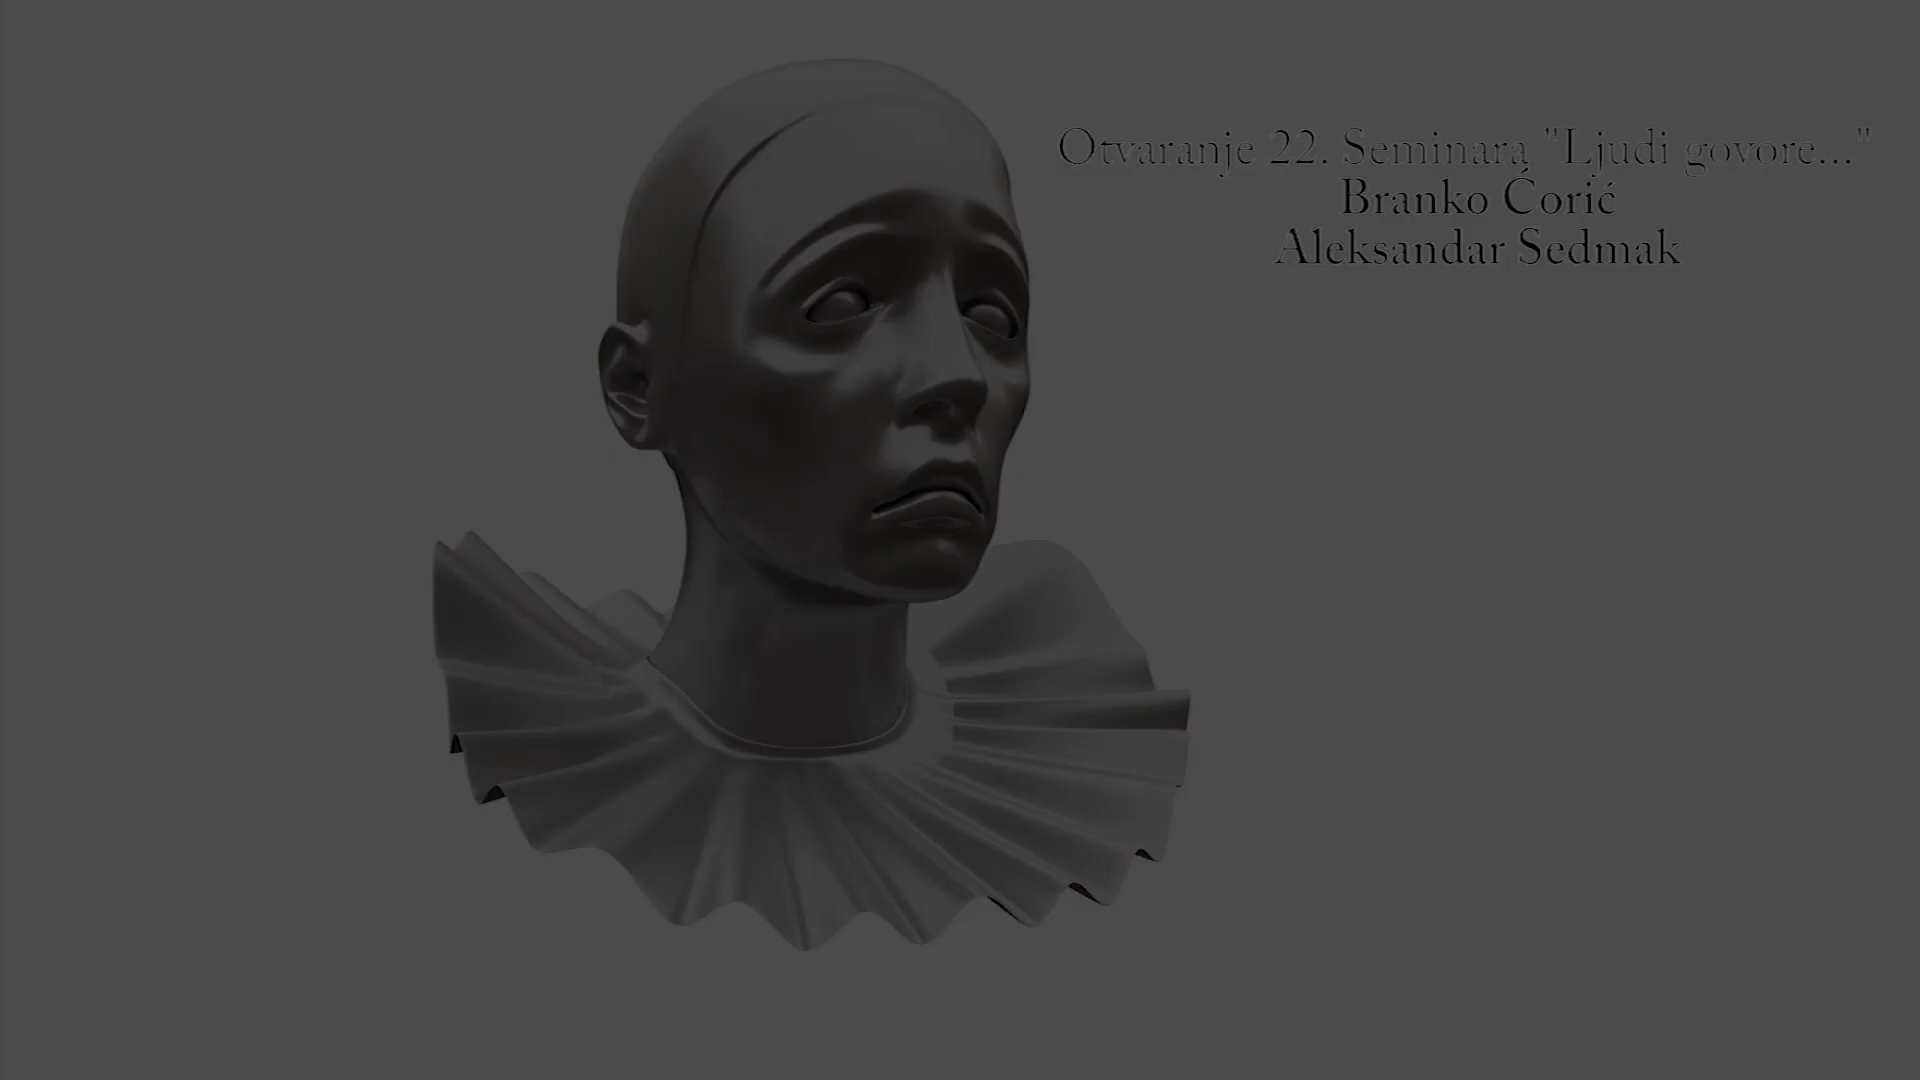 Otvaranje 22. Seminara "Ljudi govore..."
Branko Ćorić
Aleksandar Sedmak